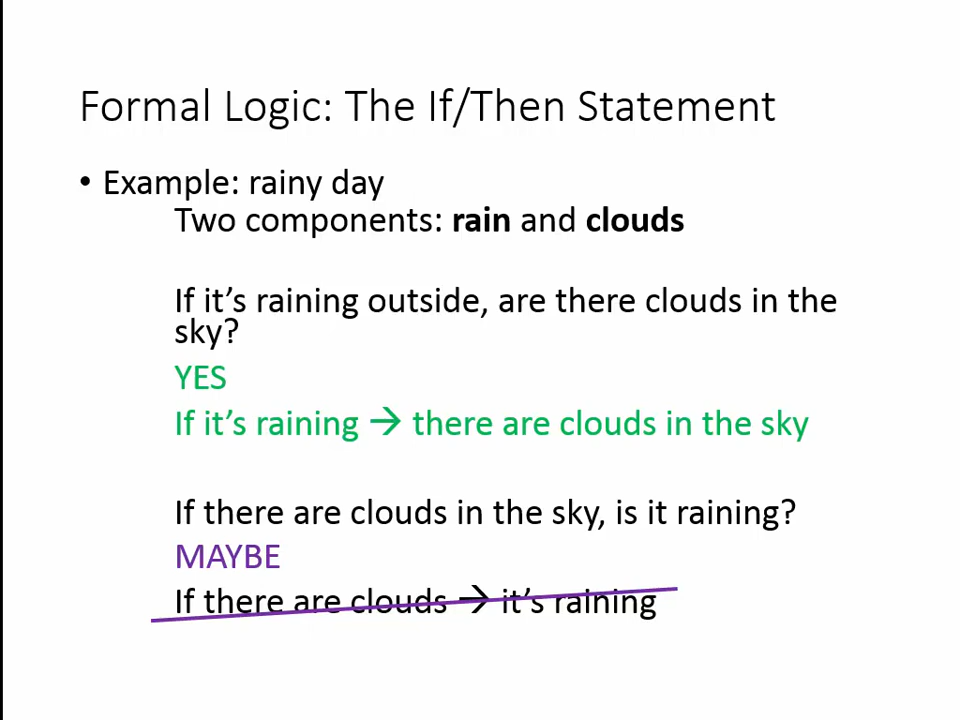 Formal Logic: The If/Then Statement
• Example: rainy day
Two components: rain and clouds
If it’s raining outside, are there clouds in the
sky?
YES
If it’s raining → there are clouds in the sky
If there are clouds in the sky, is it raining?
MAYBE
If there are clouds → it’s raining